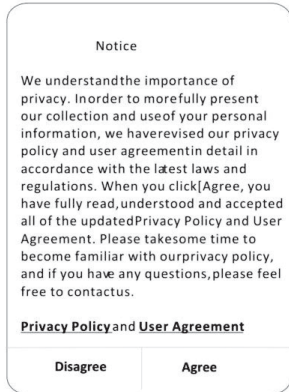 Notice
We understandthe importance of
privacy. Inorder to morefully present
our collection and useof your personal
information, we haverevised our privacy
policy and user agreementin detail in
accordance with the latest laws and
regulations. When you click[Agree, you
have fully read,understood and accepted
all of the updatedPrivacy Policy and User
Agreement. Please takesome time to
become familiar with ourprivacy policy,
and if you have any questions,please feel
free to contactus.
Privacy Policyand User Agreement
Disagree Agree